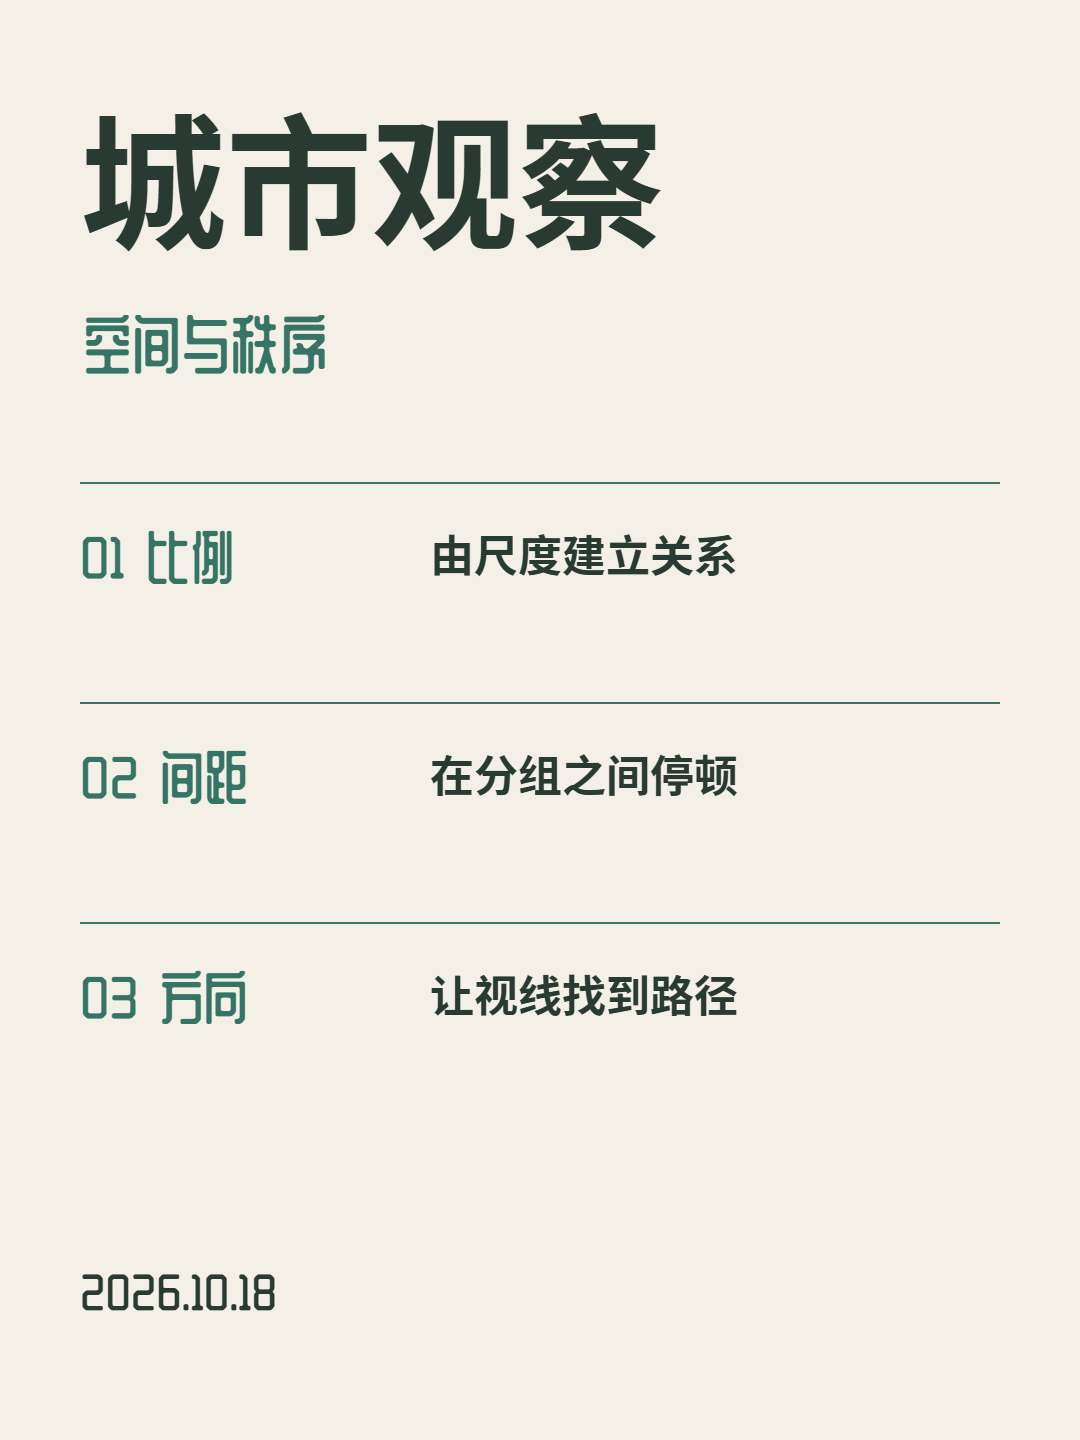 城市观察
空间与秩序
01 比例
由尺度建立关系
02 间距
在分组之间停顿
03 方向
让视线找到路径
2026.10.18